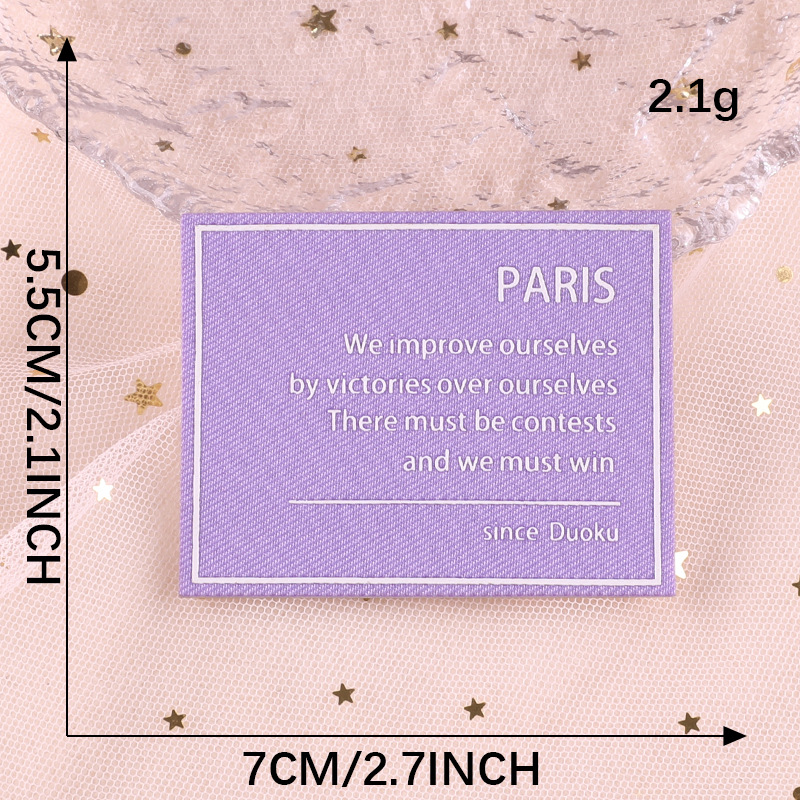 2.1g
5.5CM/2.1INCH
PARIS
We improve ourselves
by victories over ourselves
There must be contests
and we must win
since Duoku
7CM/2.7INCH